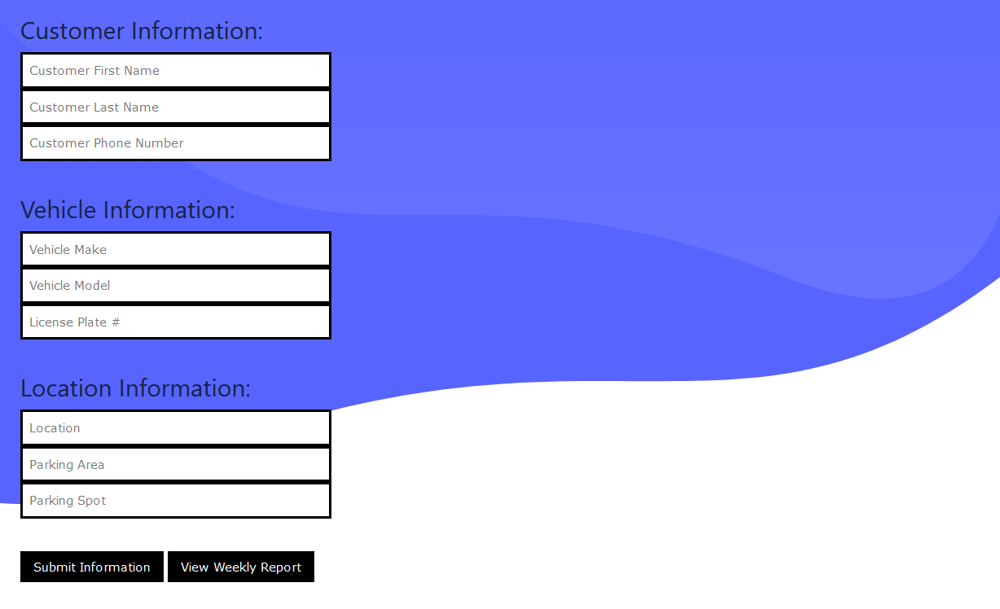 Customer Information:
Customer First Name
Customer Last Name
Customer Phone Number
Vehicle Information:
Vehicle Make
Vehicle Model
License Plate #
Location Information:
Location
Parking Area
Parking Spot
Submit Information View Weekly Report